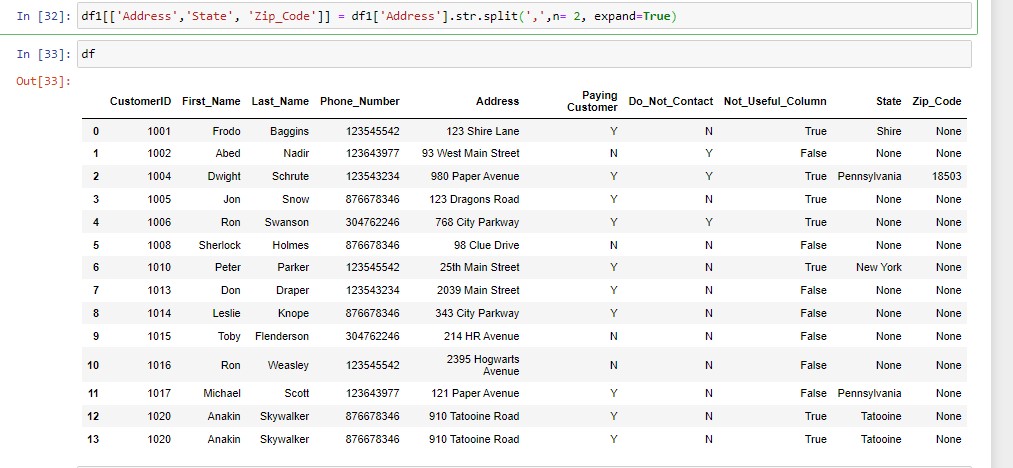 In [32]: df1[['Address','State', 'Zip_Code']] = df1['Address'].str.split(',',n= 2, expand=True)
In [33]: df
Out[33]:
CustomerID First_Name Last_Name Phone_Number Address Paying Customer Do_Not_Contact Not_Useful_Column State Zip_Code
0 1001 Frodo Baggins 123545542 123 Shire Lane Y N True Shire None
1 1002 Abed Nadir 123643977 93 West Main Street N Y False None None
2 1004 Dwight Schrute 123543234 980 Paper Avenue Y Y True Pennsylvania 18503
3 1005 Jon Snow 876678346 123 Dragons Road Y N True None None
4 1006 Ron Swanson 304762246 768 City Parkway Y Y True None None
5 1008 Sherlock Holmes 876678346 98 Clue Drive N N False None None
6 1010 Peter Parker 123545542 25th Main Street Y N True New York None
7 1013 Don Draper 123543234 2039 Main Street Y N False None None
8 1014 Leslie Knope 876678346 343 City Parkway Y N False None None
9 1015 Toby Flenderson 304762246 214 HR Avenue N N False None None
10 1016 Ron Weasley 123545542 2395 Hogwarts Avenue N N False None None
11 1017 Michael Scott 123643977 121 Paper Avenue Y N False Pennsylvania None
12 1020 Anakin Skywalker 876678346 910 Tatooine Road Y N True Tatooine None
13 1020 Anakin Skywalker 876678346 910 Tatooine Road Y N True Tatooine None